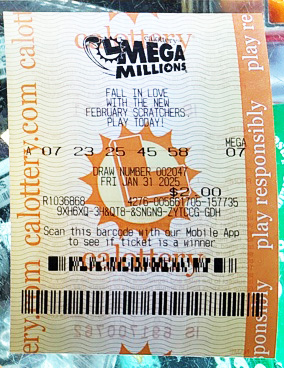 calottery
MEGA
MILLIONS
FALL IN LOVE
WITH THE NEW
FEBRUARY SCRATCHERS.
PLAY TODAY!
MEGA
A 07 23 25 45 58 07
DRAW NUMBER 002047
FRI JAN 31 2025
$2.00
R1036868 4276-005661705-157735
9XH6XQ-3H&QT8-&SNGN9-ZYTCCG-GDH
Scan this barcode with our Mobile App
to see if ticket is a winner
calottery
calottery.com
play responsibly